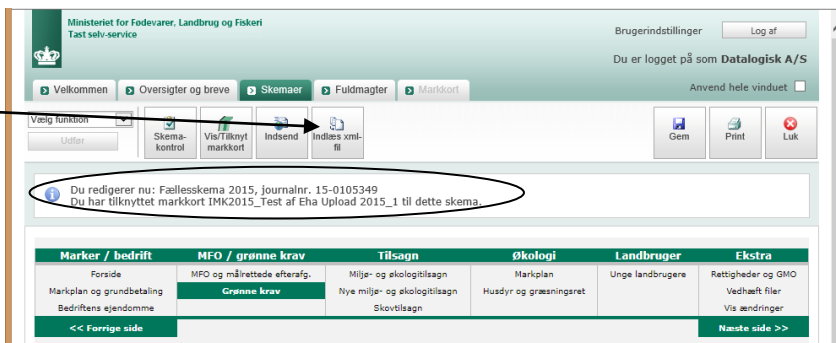 Ministeriet for Fødevarer, Landbrug og Fiskeri
Tast selv-service
Brugerindstillinger
Log af
Du er logget på som Datalogisk A/S
Velkommen
Oversigter og breve
Skemaer
Fuldmagter
Markkort
Anvend hele vinduet
Vælg funktion
Udfør
Skema-
kontrol
Vis/Tilknyt
markkort
Indsend
Indlæs xml-
fil
Gem
Print
Luk
Du redigerer nu: Fællesskema 2015, journalnr. 15-0105349
Du har tilknyttet markkort IMK2015_Test af Eha Upload 2015_1 til dette skema.
Marker / bedrift
MFO / grønne krav
Tilsagn
Økologi
Landbruger
Ekstra
Forside
MFO og målrettede efterafg.
Miljø- og økologitilsagn
Markplan
Unge landbrugere
Rettigheder og GMO
Markplan og grundbetaling
Grønne krav
Nye miljø- og økologitilsagn
Husdyr og græsningsret
Vedhæft filer
Bedriftens ejendomme
Skovtilsagn
Vis ændringer
<< Forrige side
Næste side >>